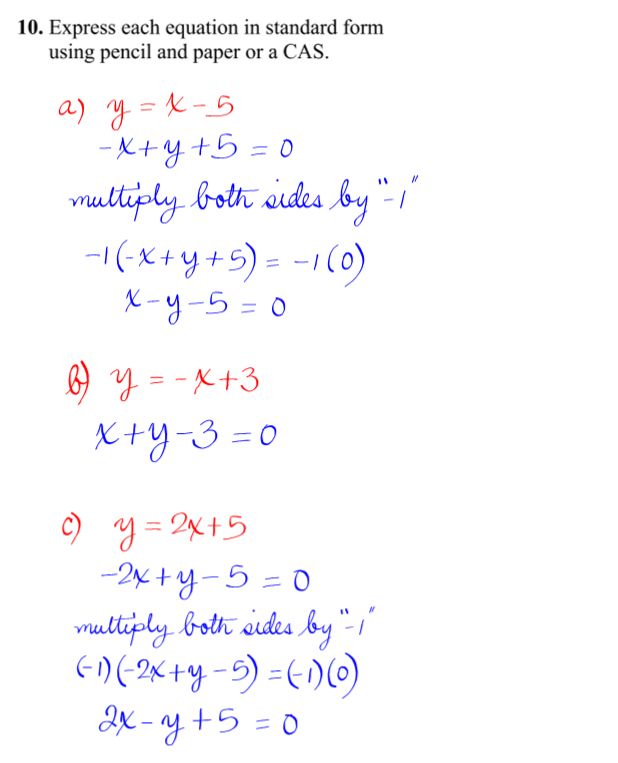 10. Express each equation in standard form
using pencil and paper or a CAS.
a) y = x - 5
-x + y + 5 = 0
multiply both sides by "-1"
-1(-x + y + 5) = -1(0)
x - y - 5 = 0
b) y = -x + 3
x + y - 3 = 0
c) y = 2x + 5
-2x + y - 5 = 0
multiply both sides by "-1"
(-1)(-2x + y - 5) = (-1)(0)
2x - y + 5 = 0